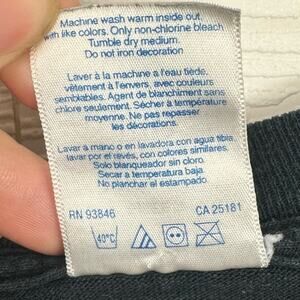 Machine wash warm inside out,
with like colors. Only non-chlorine bleach
Tumble dry medium.
Do not iron decoration
Laver à la machine a l'eau tiède,
vêtement à l'envers, avec couleurs
semblables. Agent de blanchiment sans
chlore seulement. Sécher a température
moyenne. Ne pas repasser
les décorations.
Lavar a mano o en lavadora con agua tibia,
lavar por el revés, con colores similares.
Solo blanqueador sin cloro.
Secar a temperatura baja
No planchar el estampado.
RN 93846 CA 25181
40°C